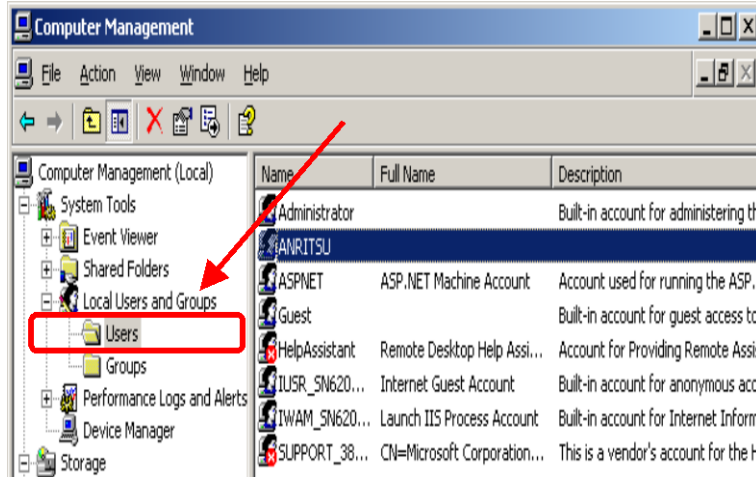 Computer Management
File Action View Window Help
Computer Management (Local)
System Tools
Event Viewer
Shared Folders
Local Users and Groups
Users
Groups
Performance Logs and Alerts
Device Manager
Storage
Name Full Name Description
Administrator Built-in account for administering th
ANRITSU
ASPNET ASP.NET Machine Account Account used for running the ASP.
Guest Built-in account for guest access to
HelpAssistant Remote Desktop Help Assi... Account for Providing Remote Assi
IUSR_SN620... Internet Guest Account Built-in account for anonymous acc
IWAM_SN620... Launch IIS Process Account Built-in account for Internet Inform
SUPPORT_38... CN=Microsoft Corporation... This is a vendor's account for the H